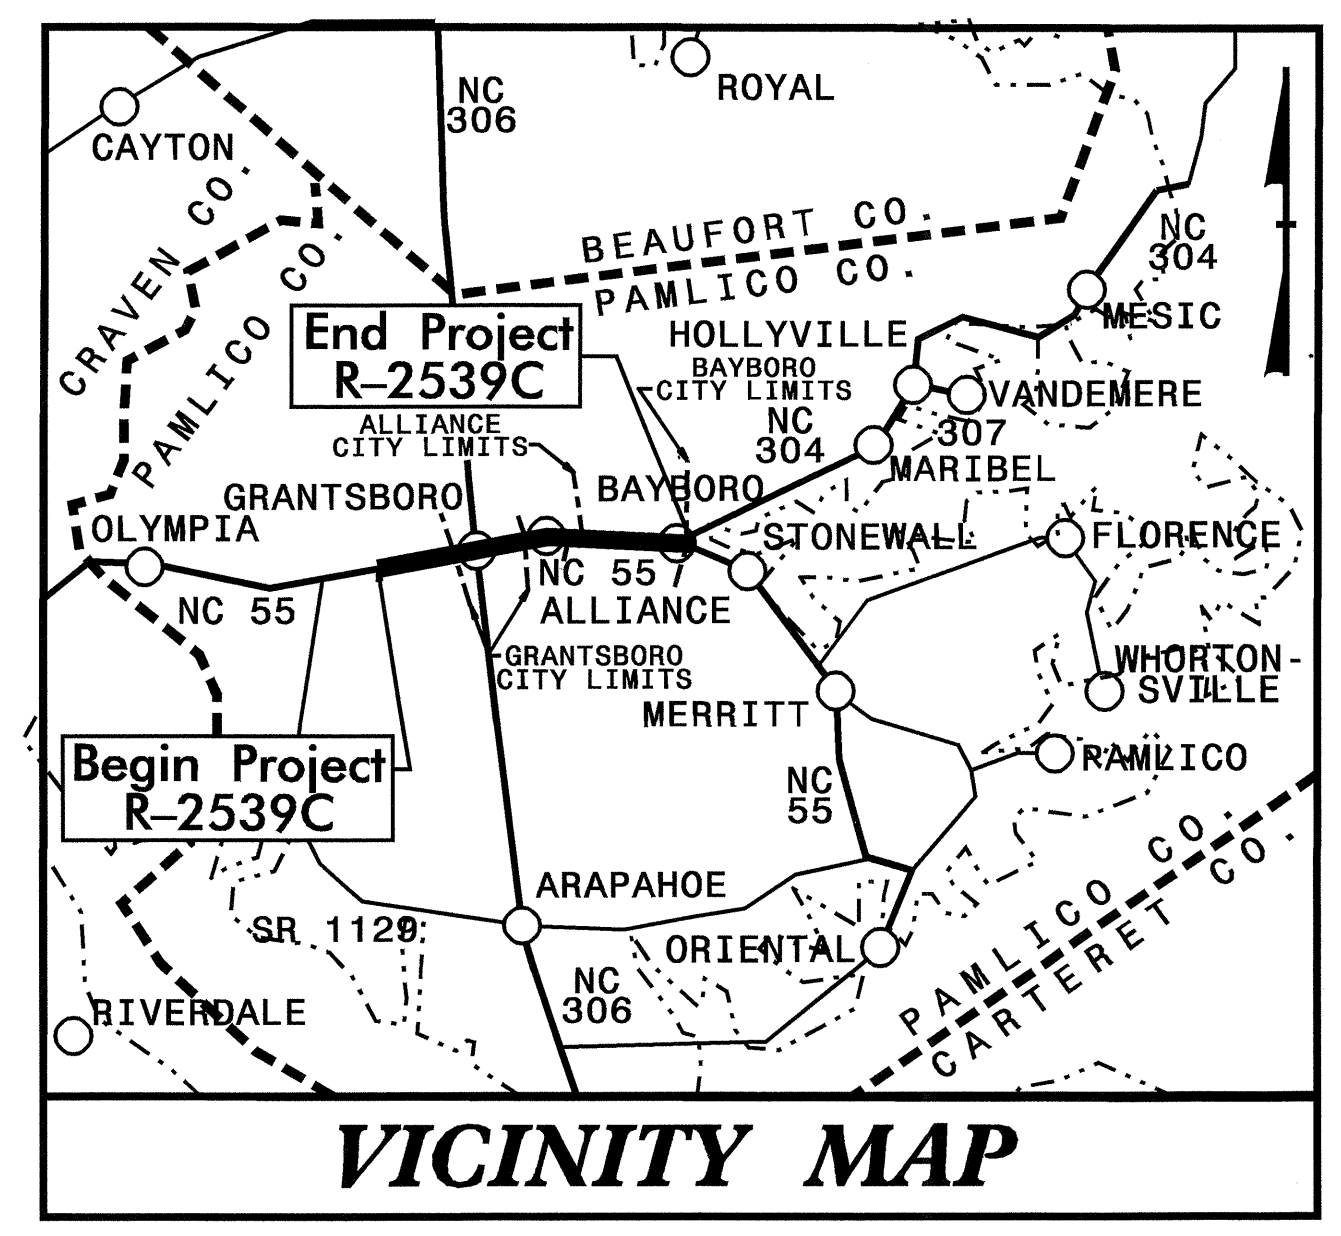 NC
306
ROYAL
CAYTON
CRAVEN CO.
PAMLICO CO.
BEAUFORT CO.
PAMLICO CO.
NC
304
MESIC
End Project
R-2539C
HOLLYVILLE
BAYBORO
CITY LIMITS
VANDEMERE
307
NC
304
MARIBEL
ALLIANCE
CITY LIMITS
GRANTSBORO
BAYBORO
OLYMPIA
STONEWALL
FLORENCE
NC 55
NC 55
ALLIANCE
GRANTSBORO
CITY LIMITS
WHORTON-
SVILLE
MERRITT
PAMLICO
Begin Project
R-2539C
NC
55
PAMLICO CO.
CARTERET CO.
ARAPAHOE
SR 1129
ORIENTAL
NC
306
RIVERDALE
VICINITY MAP